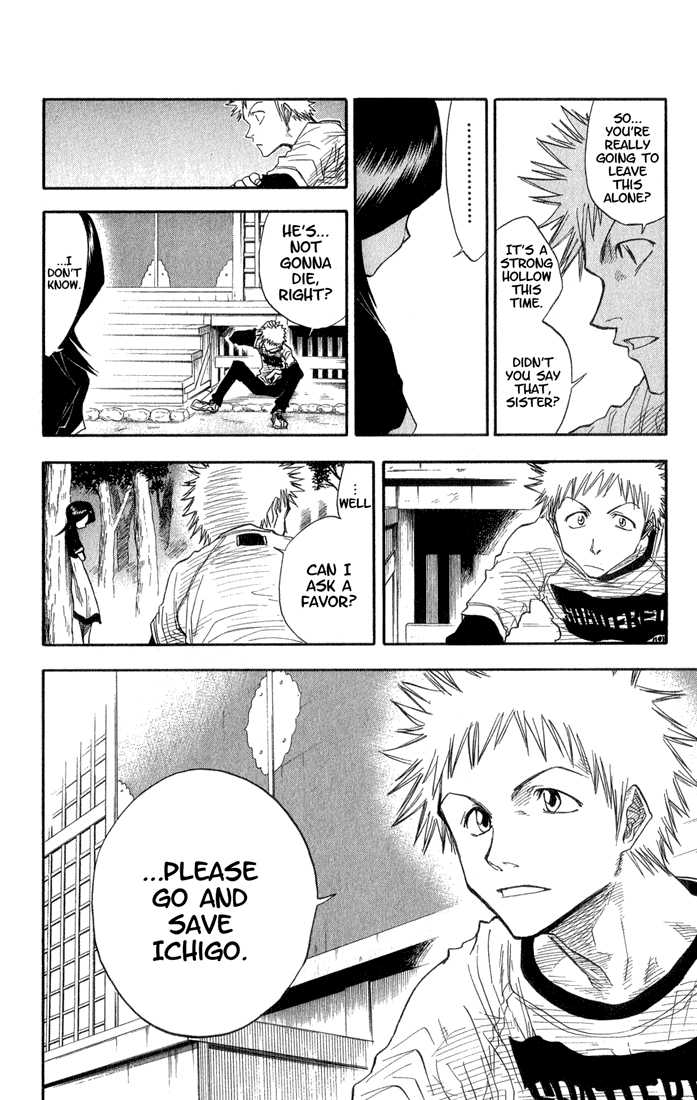 SO...
YOU'RE
REALLY
GOING TO
LEAVE
THIS
ALONE?
IT'S A
STRONG
HOLLOW
THIS
TIME.
DIDN'T
YOU SAY
THAT,
SISTER?
..........
HE'S...
NOT
GONNA
DIE,
RIGHT?
...I
DON'T
KNOW.
...
WELL
CAN I
ASK A
FAVOR?
...PLEASE
GO AND
SAVE
ICHIGO.